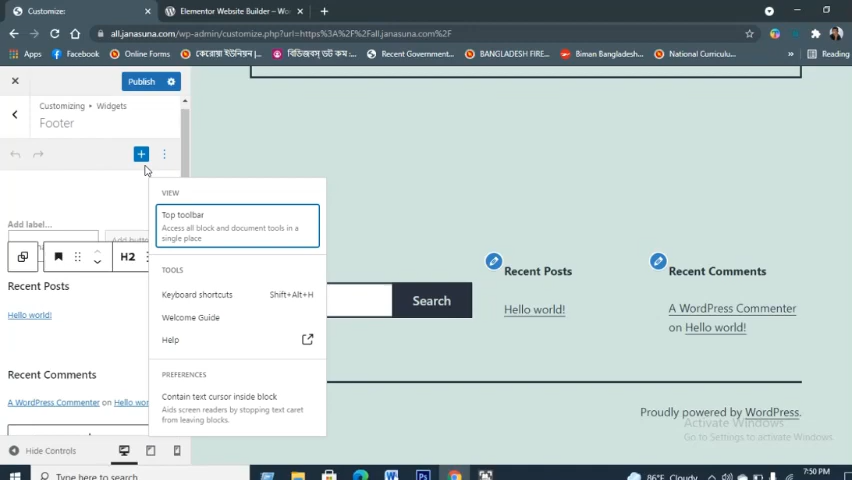 Customize:
Elementor Website Builder – Wo
all.janasuna.com/wp-admin/customize.php?url=https%3A%2F%2Fall.janasuna.com%2F
Apps
Facebook
Online Forms
কেরোয়া ইউনিয়ন |...
Recent Government...
BANGLADESH FIRE...
Biman Bangladesh...
National Curriculum...
»
Reading
Publish
Customizing • Widgets
Footer
VIEW
Top toolbar
Access all block and document tools in a
single place
TOOLS
Keyboard shortcuts Shift+Alt+H
Welcome Guide
Help
PREFERENCES
Contain text cursor inside block
Aids screen readers by stopping text caret
from leaving blocks.
Add label...
H2
Recent Posts
Hello world!
Recent Comments
A WordPress Commenter on Hello wor
Hide Controls
Search
Recent Posts
Hello world!
Recent Comments
A WordPress Commenter
on Hello world!
Proudly powered by WordPress.
Activate Windows
Go to Settings to activate Windows.
Type here to search
86°F Cloudy
7:50 PM